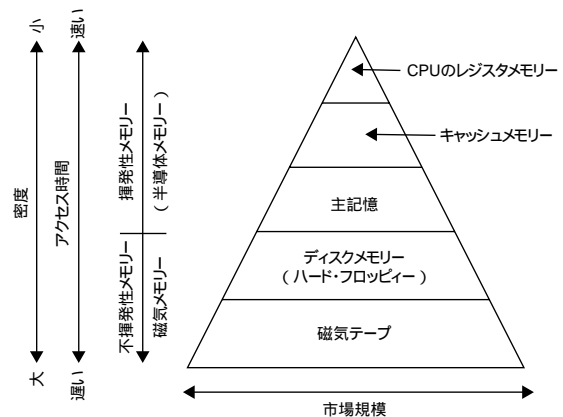 小
速い
密度
アクセス時間
揮発性メモリー
(半導体メモリー)
不揮発性メモリー
磁気メモリー
大
遅い
CPUのレジスタメモリー
キャッシュメモリー
主記憶
ディスクメモリー
(ハード・フロッピィー)
磁気テープ
市場規模